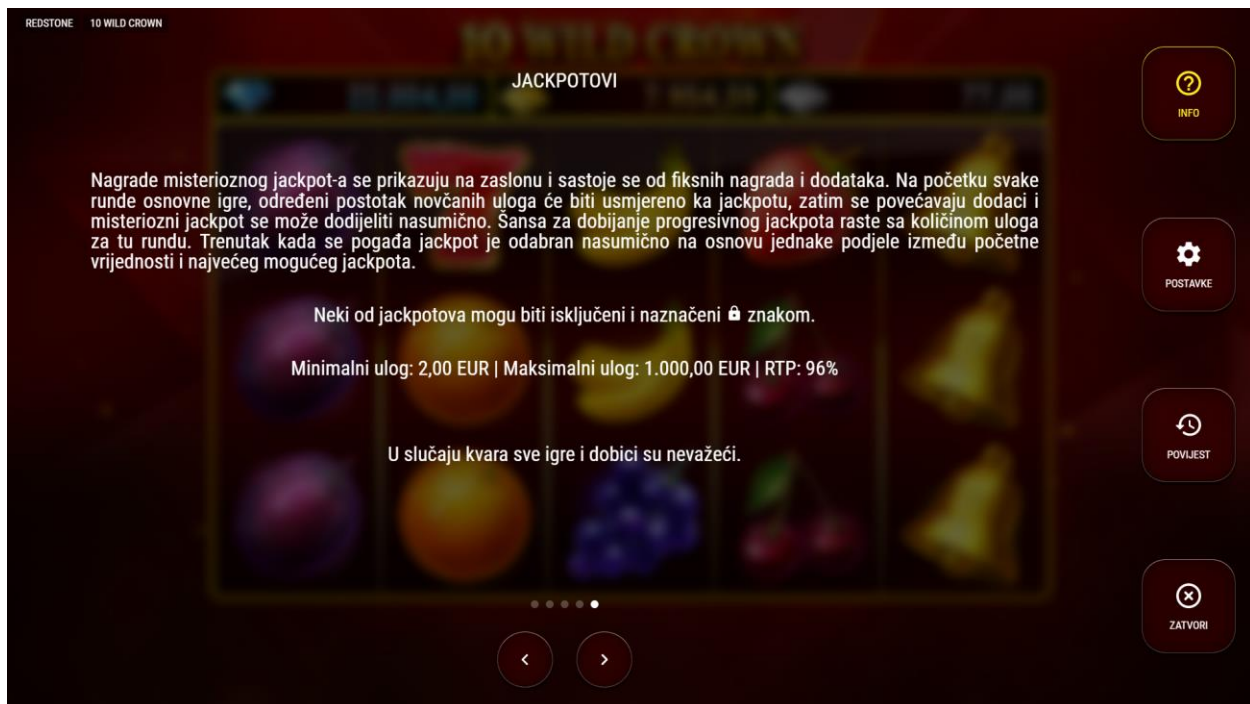 REDSTONE 10 WILD CROWN
10 WILD CROWN
JACKPOTOVI
INFO
Nagrade misterioznog jackpot-a se prikazuju na zaslonu i sastoje se od fiksnih nagrada i dodataka. Na početku svake
runde osnovne igre, određeni postotak novčanih uloga će biti usmjereno ka jackpotu, zatim se povećavaju dodaci i
misteriozni jackpot se može dodijeliti nasumično. Šansa za dobijanje progresivnog jackpota raste sa količinom uloga
za tu rundu. Trenutak kada se pogađa jackpot je odabran nasumično na osnovu jednake podjele između početne
vrijednosti i najvećeg mogućeg jackpota.
POSTAVKE
Neki od jackpotova mogu biti isključeni i naznačeni znakom.
Minimalni ulog: 2,00 EUR | Maksimalni ulog: 1.000,00 EUR | RTP: 96%
POVIJEST
U slučaju kvara sve igre i dobici su nevažeći.
ZATVORI